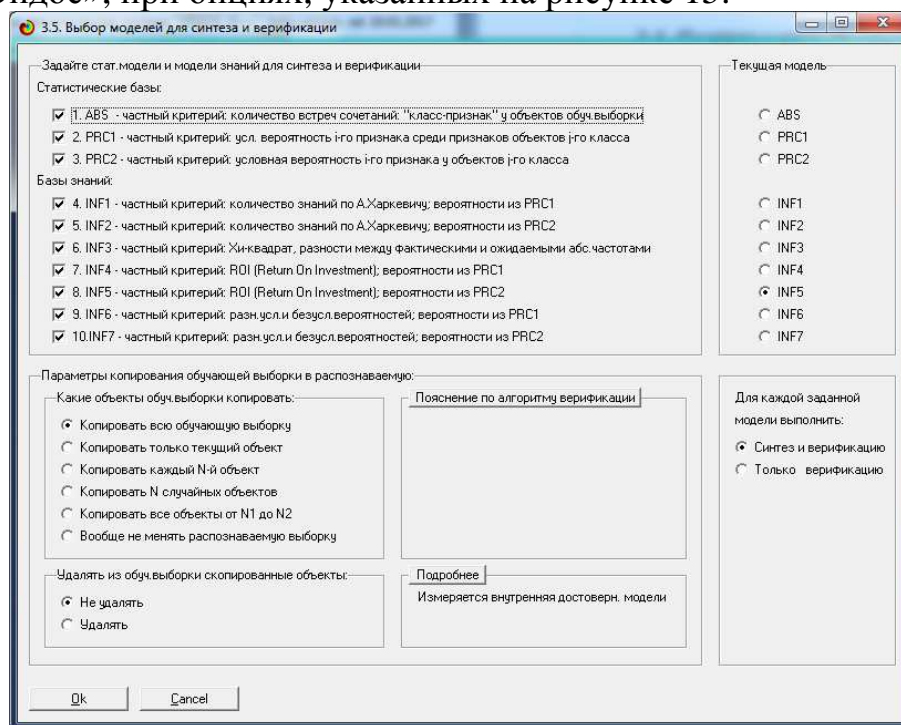 », при опциях, указанных на рисунке 15.
3.5. Выбор моделей для синтеза и верификации
Задайте стат.модели и модели знаний для синтеза и верификации
Статистические базы:
1. ABS - частный критерий: количество встреч сочетаний: "класс-признак" у объектов обуч.выборки
2. PRC1 - частный критерий: усл. вероятность i-го признака среди признаков объектов j-го класса
3. PRC2 - частный критерий: условная вероятность i-го признака у объектов j-го класса
Базы знаний:
4. INF1 - частный критерий: количество знаний по А.Харкевичу; вероятности из PRC1
5. INF2 - частный критерий: количество знаний по А.Харкевичу; вероятности из PRC2
6. INF3 - частный критерий: Хи-квадрат, разности между фактическими и ожидаемыми абс.частотами
7. INF4 - частный критерий: ROI (Return On Investment); вероятности из PRC1
8. INF5 - частный критерий: ROI (Return On Investment); вероятности из PRC2
9. INF6 - частный критерий: разн.усл.и безусл.вероятностей; вероятности из PRC1
10.INF7 - частный критерий: разн.усл.и безусл.вероятностей; вероятности из PRC2
Текущая модель
ABS
PRC1
PRC2
INF1
INF2
INF3
INF4
INF5
INF6
INF7
Параметры копирования обучающей выборки в распознаваемую:
Какие объекты обуч.выборки копировать:
Копировать всю обучающую выборку
Копировать только текущий объект
Копировать каждый N-й объект
Копировать N случайных объектов
Копировать все объекты от N1 до N2
Вообще не менять распознаваемую выборку
Пояснение по алгоритму верификации
Удалять из обуч.выборки скопированные объекты:
Не удалять
Удалять
Подробнее
Измеряется внутренняя достоверн. модели
Для каждой заданной
модели выполнить:
Синтез и верификацию
Только верификацию
Ok
Cancel